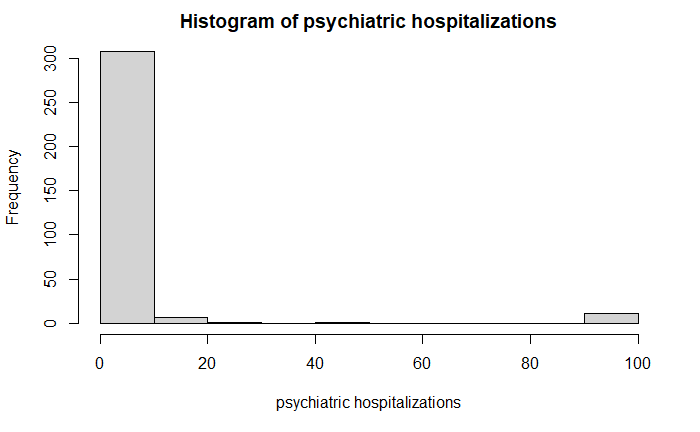 Histogram of psychiatric hospitalizations
Frequency
300
250
200
150
100
50
0
0 20 40 60 80 100
psychiatric hospitalizations